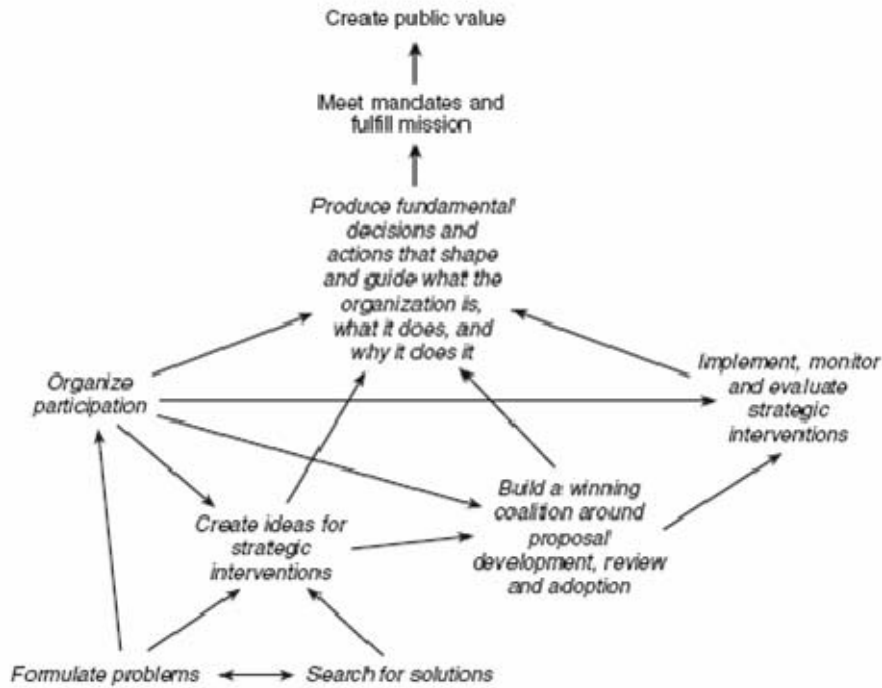 Create public value
Meet mandates and
fulfill mission
Produce fundamental
decisions and
actions that shape
and guide what the
organization is,
what it does, and
why it does it
Organize
participation
Implement, monitor
and evaluate
strategic
interventions
Create ideas for
strategic
interventions
Build a winning
coalition around
proposal
development, review
and adoption
Formulate problems
Search for solutions